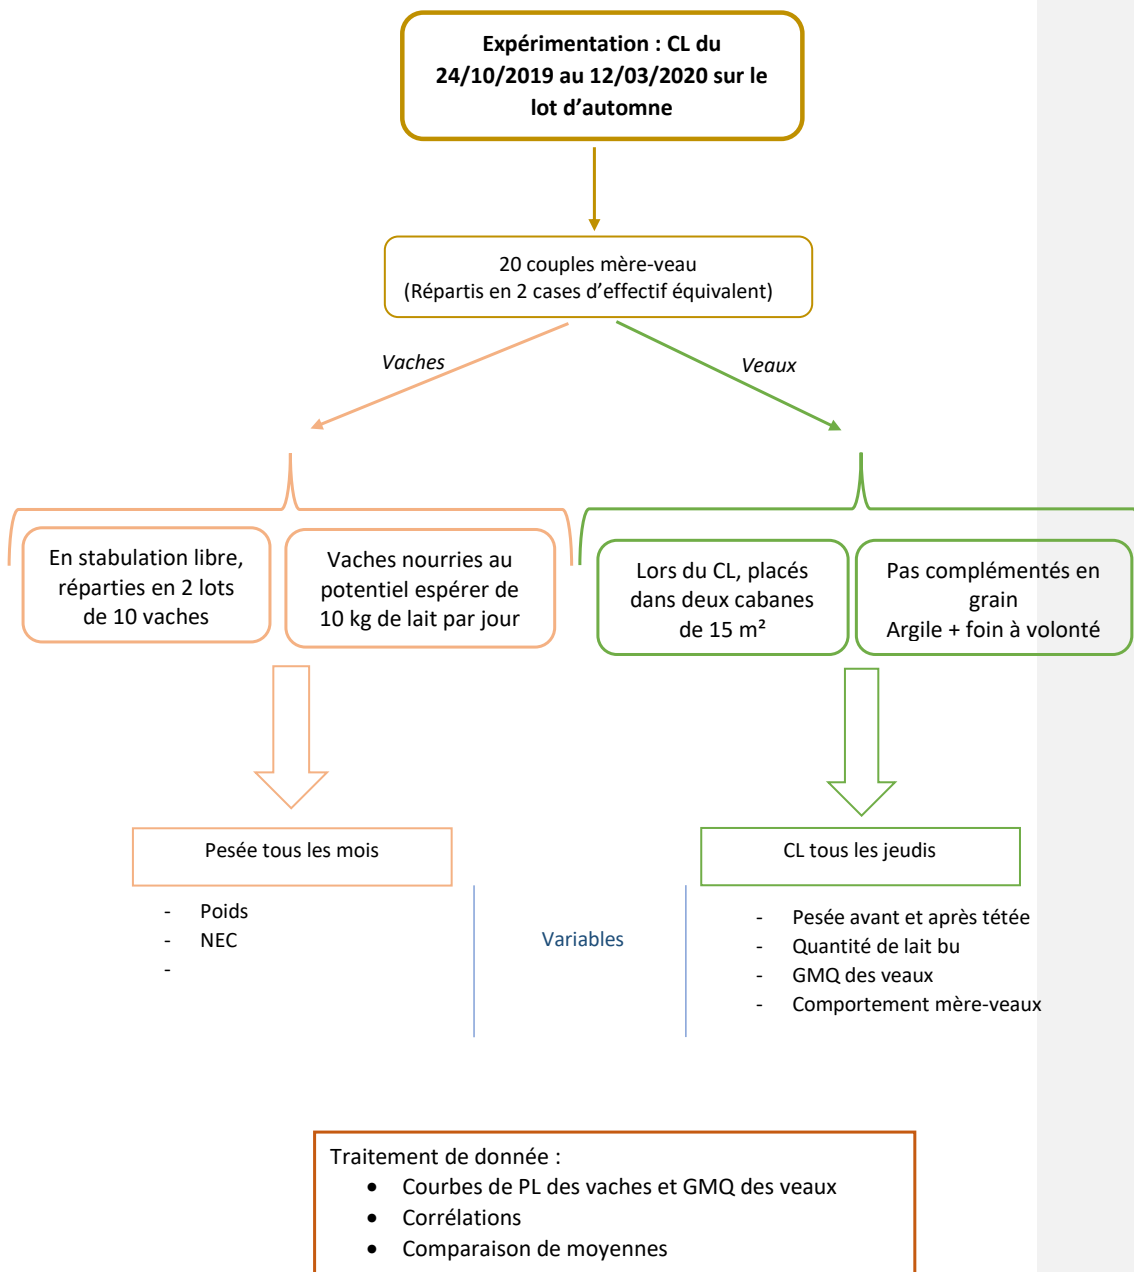 Expérimentation : CL du
24/10/2019 au 12/03/2020 sur le
lot d’automne
20 couples mère-veau
(Répartis en 2 cases d’effectif équivalent)
Vaches
Veaux
En stabulation libre,
réparties en 2 lots
de 10 vaches
Vaches nourries au
potentiel espérer de
10 kg de lait par jour
Lors du CL, placés
dans deux cabanes
de 15 m²
Pas complémentés en
grain
Argile + foin à volonté
Pesée tous les mois
CL tous les jeudis
- Poids
- NEC
-
Variables
- Pesée avant et après tétée
- Quantité de lait bu
- GMQ des veaux
- Comportement mère-veaux
Traitement de donnée :
• Courbes de PL des vaches et GMQ des veaux
• Corrélations
• Comparaison de moyennes